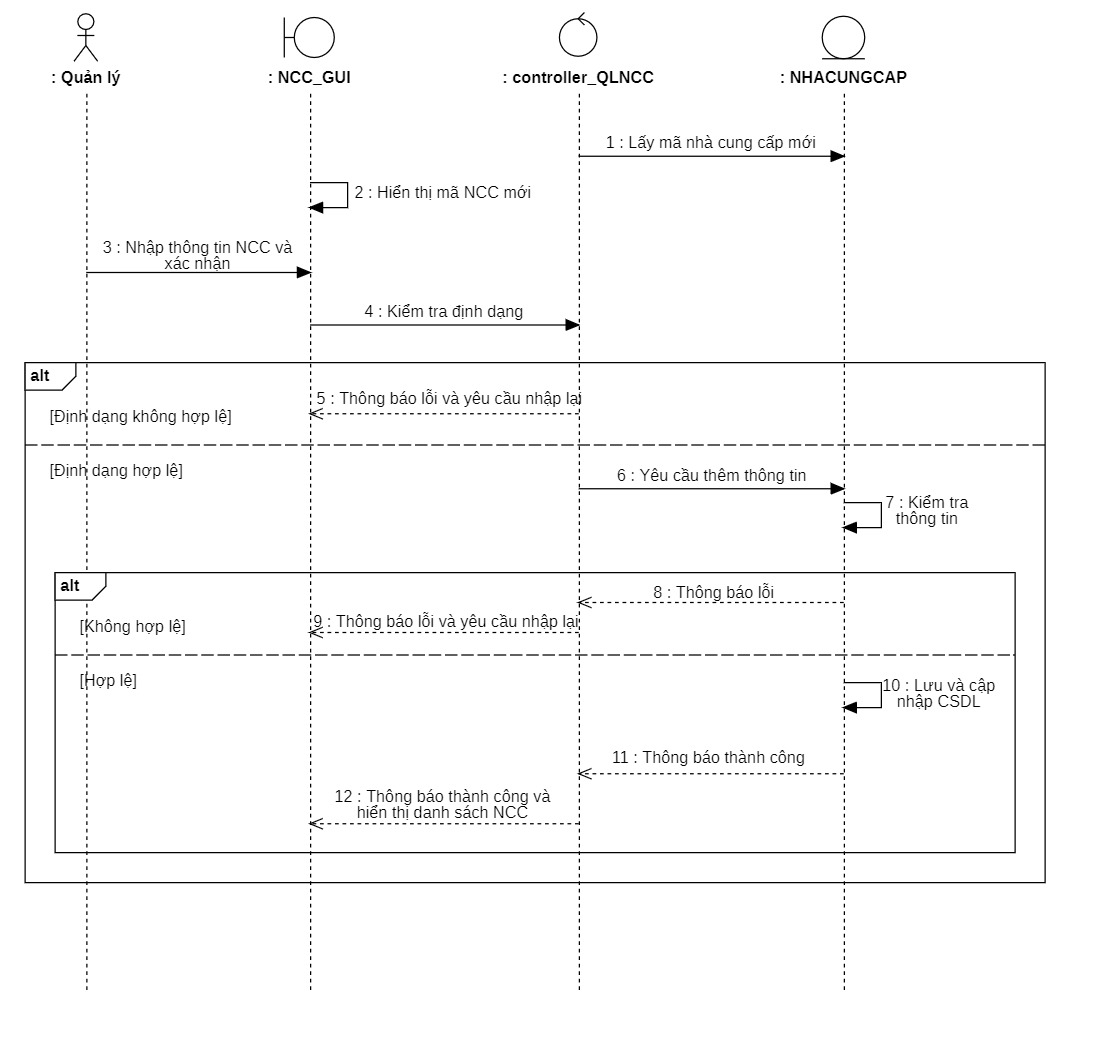 : Quản lý
: NCC_GUI
: controller_QLNCC
: NHACUNGCAP
1 : Lấy mã nhà cung cấp mới
2 : Hiển thị mã NCC mới
3 : Nhập thông tin NCC và
xác nhận
4 : Kiểm tra định dạng
alt
5 : Thông báo lỗi và yêu cầu nhập lại
[Định dạng không hợp lệ]
[Định dạng hợp lệ]
6 : Yêu cầu thêm thông tin
7 : Kiểm tra
thông tin
alt
8 : Thông báo lỗi
9 : Thông báo lỗi và yêu cầu nhập lại
[Không hợp lệ]
[Hợp lệ]
10 : Lưu và cập
nhập CSDL
11 : Thông báo thành công
12 : Thông báo thành công và
hiển thị danh sách NCC